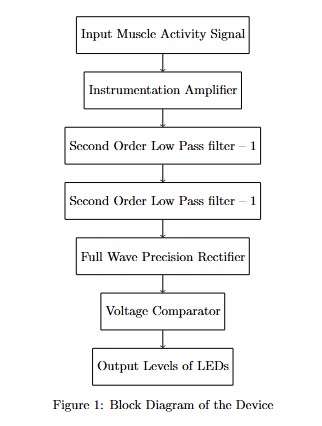 Input Muscle Activity Signal
Instrumentation Amplifier
Second Order Low Pass filter – 1
Second Order Low Pass filter – 1
Full Wave Precision Rectifier
Voltage Comparator
Output Levels of LEDs
Figure 1: Block Diagram of the Device